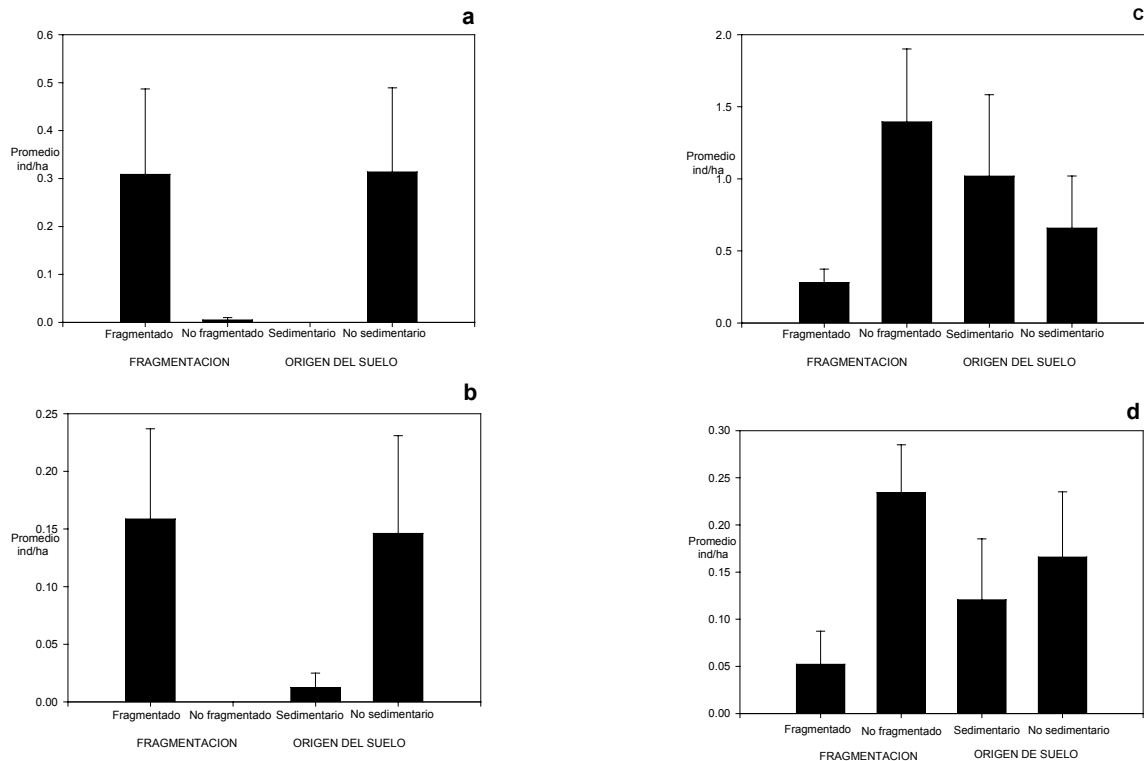 a
0.6
0.5
0.4
Promedio
ind/ha
0.3
0.2
0.1
0.0
Fragmentado No fragmentado Sedimentario No sedimentario
FRAGMENTACION ORIGEN DEL SUELO
b
0.25
0.20
0.15
Promedio
ind/ha
0.10
0.05
0.00
Fragmentado No fragmentado Sedimentario No sedimentario
FRAGMENTACION ORIGEN DEL SUELO
c
2.0
1.5
Promedio
ind/ha
1.0
0.5
0.0
Fragmentado No fragmentado Sedimentario No sedimentario
FRAGMENTACION ORIGEN DEL SUELO
d
0.30
0.25
0.20
Promedio
ind/ha
0.15
0.10
0.05
0.00
Fragmentado No fragmentado Sedimentario No sedimentario
FRAGMENTACION ORIGEN DE SUELO